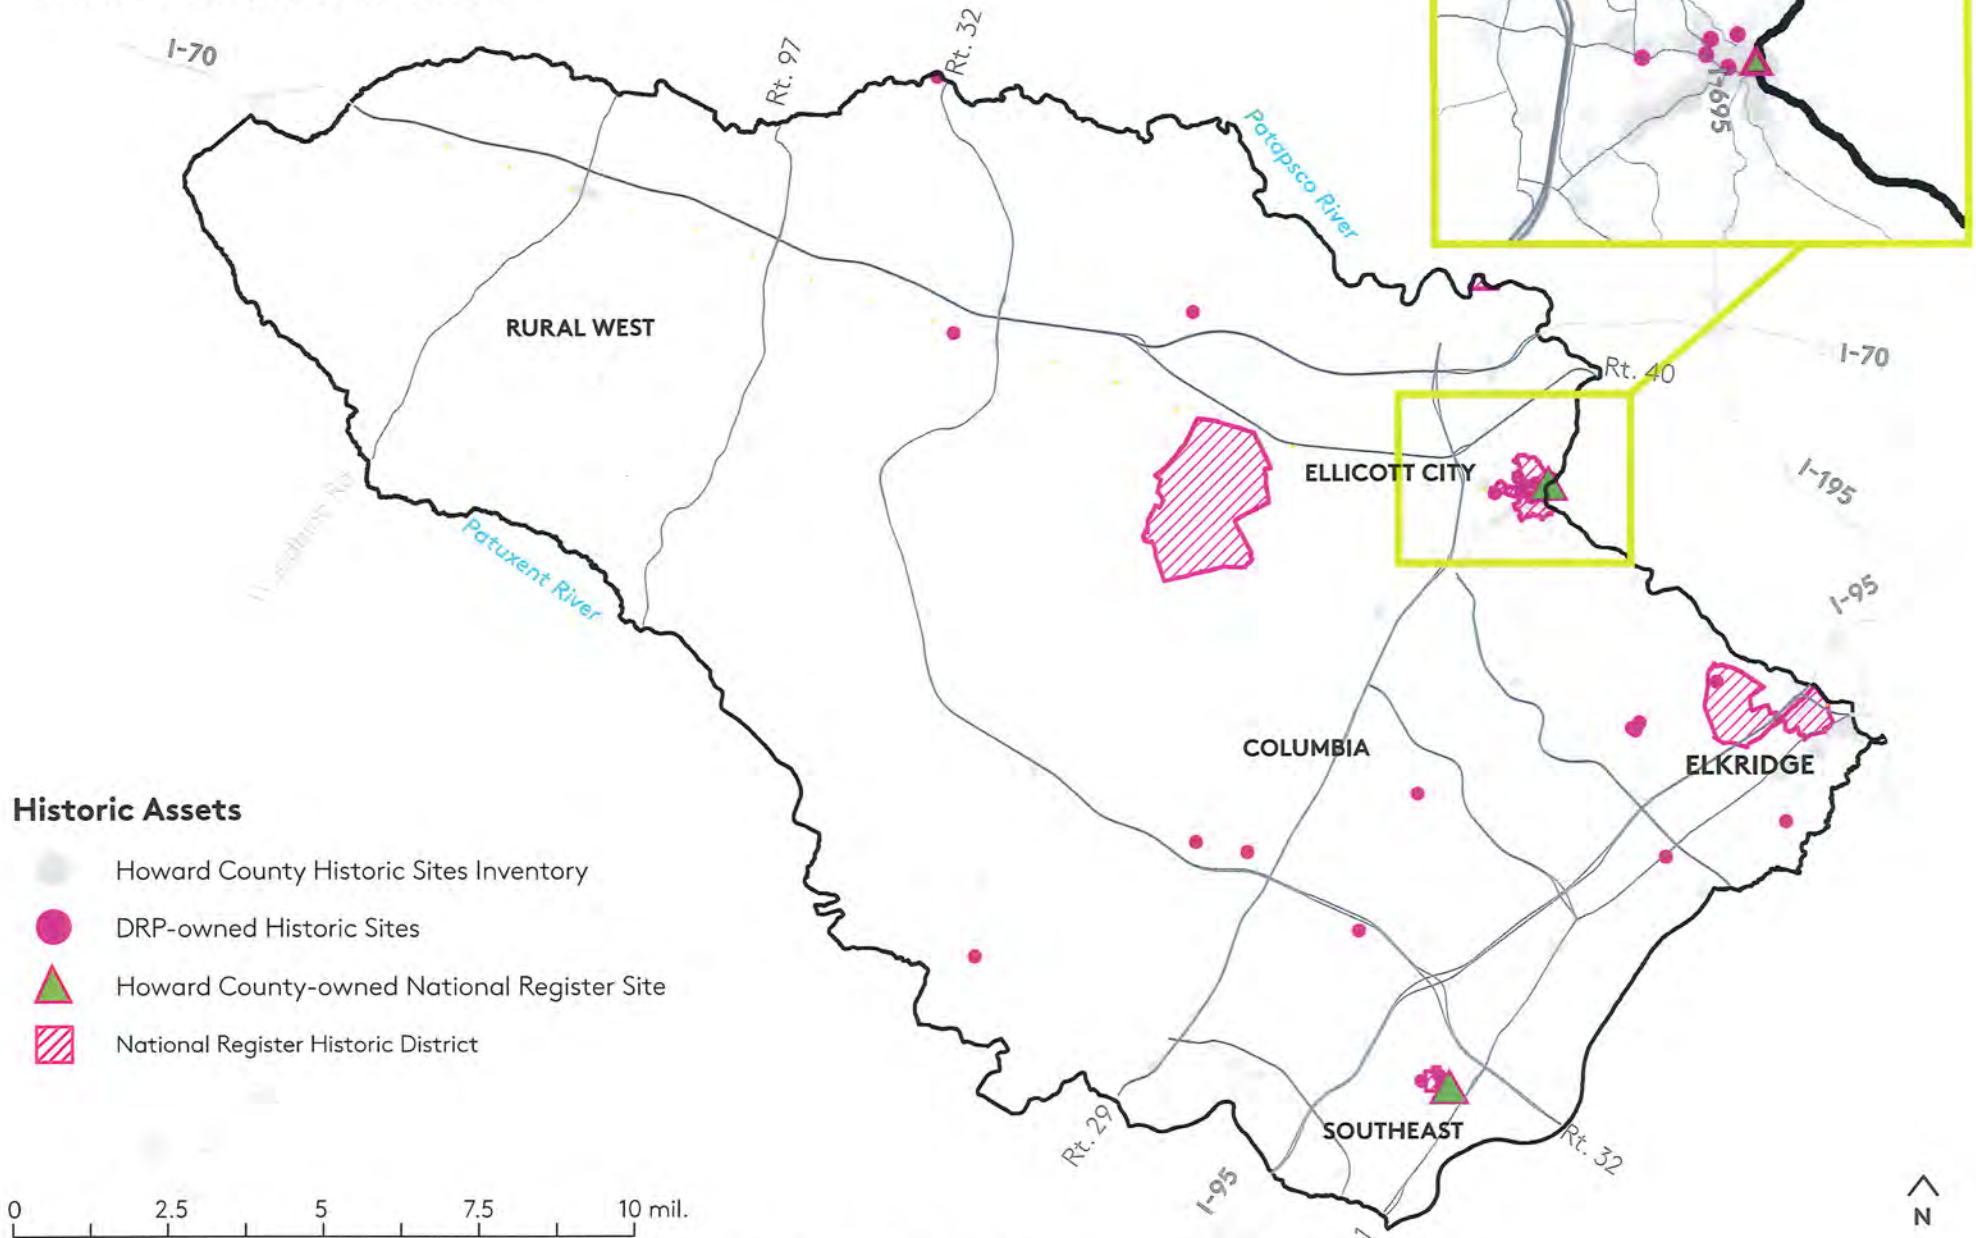 I-70
Rt. 97
Rt. 32
I-695
Patapsco River
RURAL WEST
I-70
Rt. 40
ELLICOTT CITY
I-195
Patuxent River
I-95
COLUMBIA
ELKRIDGE
Historic Assets
Howard County Historic Sites Inventory
DRP-owned Historic Sites
Howard County-owned National Register Site
National Register Historic District
Rt. 29
SOUTHEAST
Rt. 32
I-95
0 2.5 5 7.5 10 mil.
N